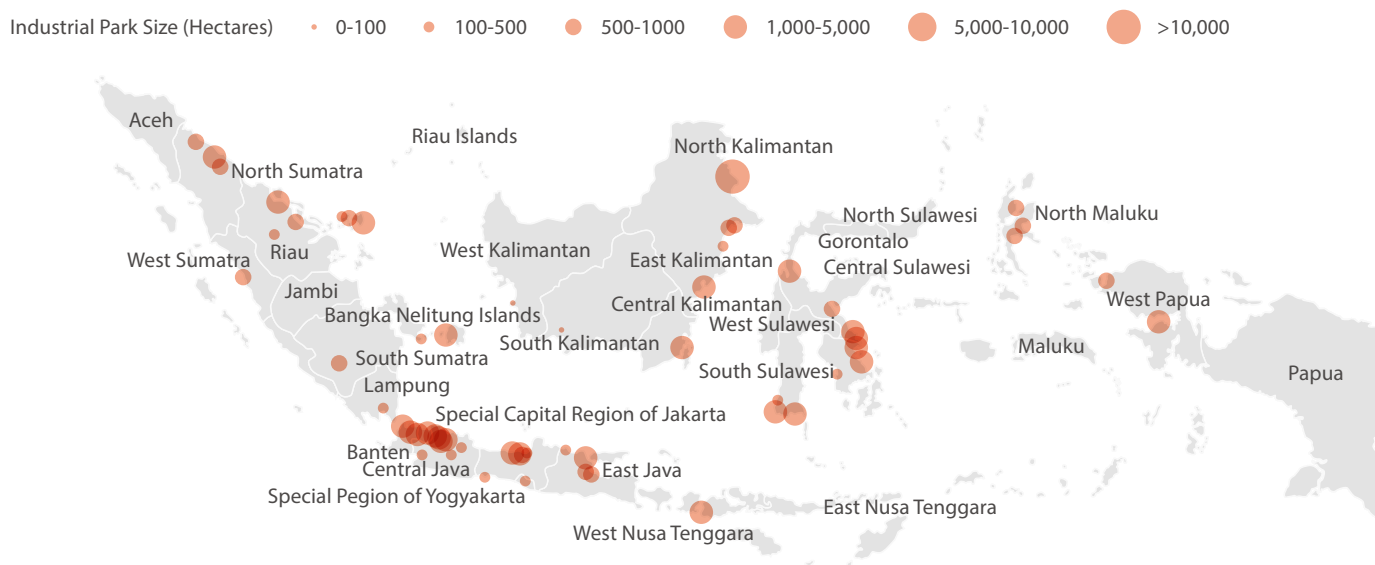 Industrial Park Size (Hectares) 0-100 100-500 500-1000 1,000-5,000 5,000-10,000 >10,000
Aceh
Riau Islands
North Kalimantan
North Sumatra
North Sulawesi
North Maluku
Gorontalo
West Kalimantan
Riau
West Sumatra
East Kalimantan
Central Sulawesi
Jambi
West Papua
Central Kalimantan
Bangka Nelitung Islands
West Sulawesi
South Kalimantan
Maluku
South Sumatra
South Sulawesi
Papua
Lampung
Special Capital Region of Jakarta
Banten
Central Java
East Java
Special Pegion of Yogyakarta
East Nusa Tenggara
West Nusa Tenggara